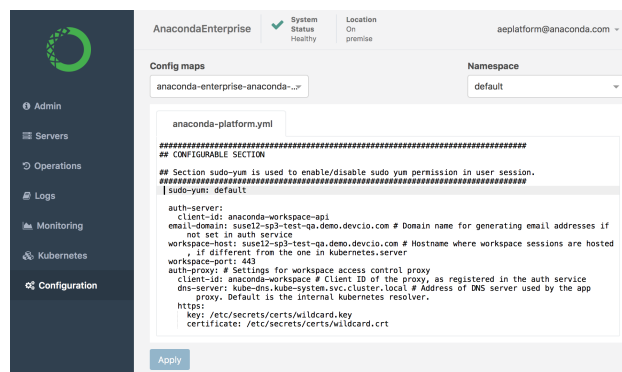 AnacondaEnterprise
System
Status
Healthy
Location
On
premise
aeplatform@anaconda.com
Config maps
Namespace
anaconda-enterprise-anaconda-...
default
Admin
Servers
Operations
Logs
Monitoring
Kubernetes
Configuration
anaconda-platform.yml
################################################################################
## CONFIGURABLE SECTION
## Section sudo-yum is used to enable/disable sudo yum permission in user session.
################################################################################
sudo-yum: default
auth-server:
client-id: anaconda-workspace-api
email-domain: suse12-sp3-test-qa.demo.devcio.com # Domain name for generating email addresses if
not set in auth service
workspace-host: suse12-sp3-test-qa.demo.devcio.com # Hostname where workspace sessions are hosted
, if different from the one in kubernetes.server
workspace-port: 443
auth-proxy: # Settings for workspace access control proxy
client-id: anaconda-workspace # Client ID of the proxy, as registered in the auth service
dns-server: kube-dns.kube-system.svc.cluster.local # Address of DNS server used by the app
proxy. Default is the internal kubernetes resolver.
https:
key: /etc/secrets/certs/wildcard.key
certificate: /etc/secrets/certs/wildcard.crt
Apply